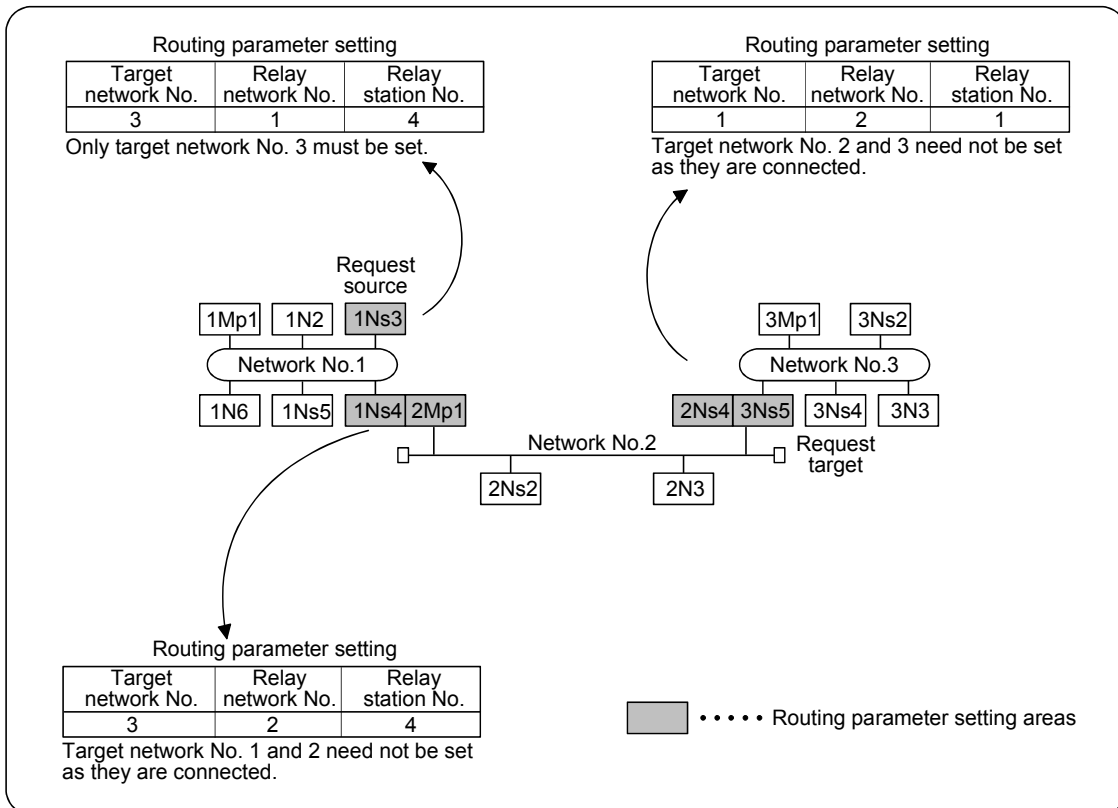 Routing parameter setting
Target network No. Relay network No. Relay station No.
3 1 4
Only target network No. 3 must be set.
Routing parameter setting
Target network No. Relay network No. Relay station No.
1 2 1
Target network No. 2 and 3 need not be set
as they are connected.
Request
source
1Mp1 1N2 1Ns3
Network No.1
1N6 1Ns5 1Ns4 2Mp1
3Mp1 3Ns2
Network No.3
2Ns4 3Ns5 3Ns4 3N3
Request
target
Network No.2
2Ns2 2N3
Routing parameter setting
Target network No. Relay network No. Relay station No.
3 2 4
Target network No. 1 and 2 need not be set
as they are connected.
• • • • • Routing parameter setting areas